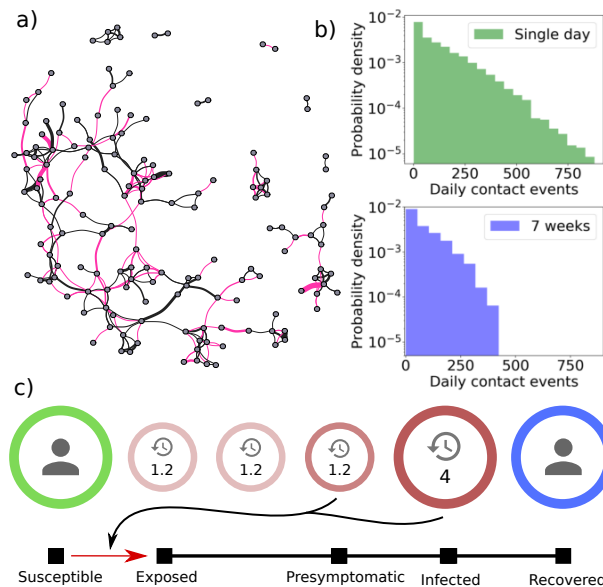 a)
b)
Probability density
10⁻²
10⁻³
10⁻⁴
10⁻⁵
Single day
0 250 500 750
Daily contact events
Probability density
10⁻²
10⁻³
10⁻⁴
10⁻⁵
7 weeks
0 250 500 750
Daily contact events
c)
1.2 1.2 1.2 4
Susceptible Exposed Presymptomatic Infected Recovered